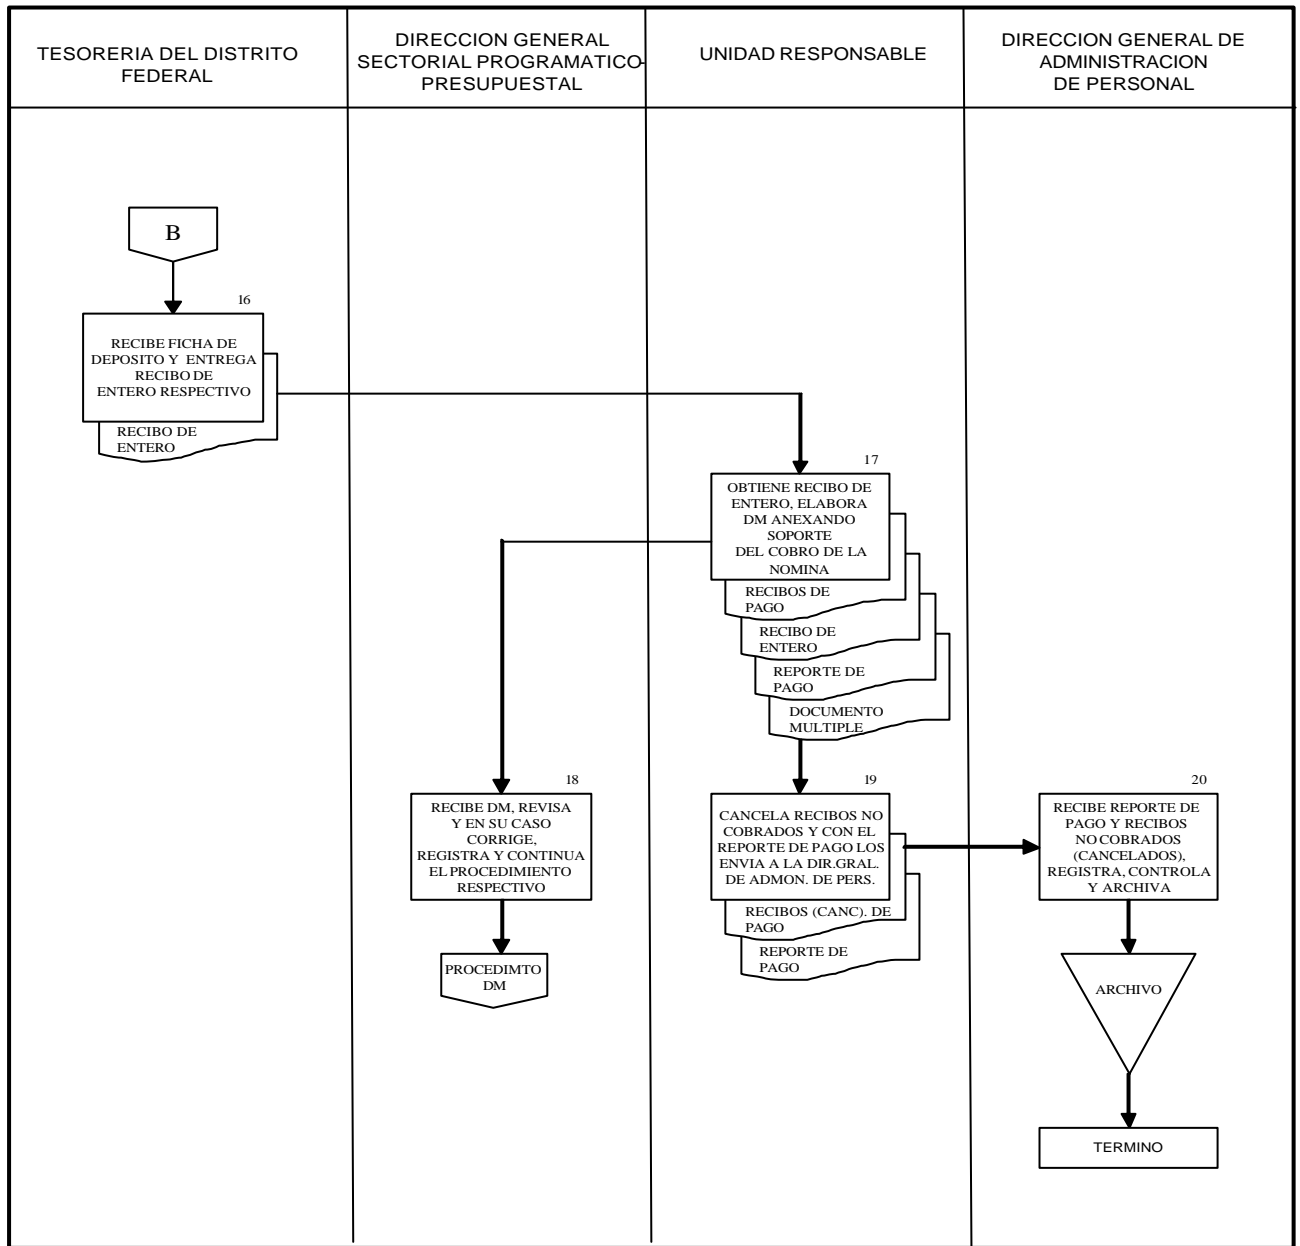 TESORERIA DEL DISTRITO
FEDERAL
DIRECCION GENERAL
SECTORIAL PROGRAMATICO-
PRESUPUESTAL
UNIDAD RESPONSABLE
DIRECCION GENERAL DE
ADMINISTRACION
DE PERSONAL
B
16
RECIBE FICHA DE
DEPOSITO Y ENTREGA
RECIBO DE
ENTERO RESPECTIVO
RECIBO DE
ENTERO
17
OBTIENE RECIBO DE
ENTERO, ELABORA
DM ANEXANDO
SOPORTE
DEL COBRO DE LA
NOMINA
RECIBOS DE
PAGO
RECIBO DE
ENTERO
REPORTE DE
PAGO
DOCUMENTO
MULTIPLE
18
RECIBE DM, REVISA
Y EN SU CASO
CORRIGE,
REGISTRA Y CONTINUA
EL PROCEDIMIENTO
RESPECTIVO
PROCEDIMTO
DM
19
CANCELA RECIBOS NO
COBRADOS Y CON EL
REPORTE DE PAGO LOS
ENVIA A LA DIR.GRAL.
DE ADMON. DE PERS.
RECIBOS (CANC). DE
PAGO
REPORTE DE
PAGO
20
RECIBE REPORTE DE
PAGO Y RECIBOS
NO COBRADOS
(CANCELADOS),
REGISTRA, CONTROLA
Y ARCHIVA
ARCHIVO
TERMINO